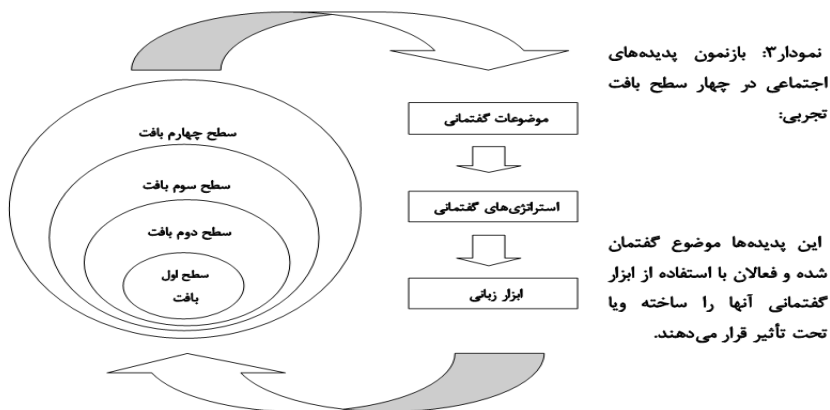 نمودار۳: بازنمون پدیده‌های
اجتماعی در چهار سطح بافت
تجربی:
موضوعات گفتمانی
سطح چهارم بافت
سطح سوم بافت
استراتژی‌های گفتمانی
سطح دوم بافت
این پدیده‌ها موضوع گفتمان
شده و فعالان با استفاده از ابزار
گفتمانی آنها را ساخته ویا
تحت تأثیر قرار می‌دهند.
سطح اول
بافت
ابزار زبانی